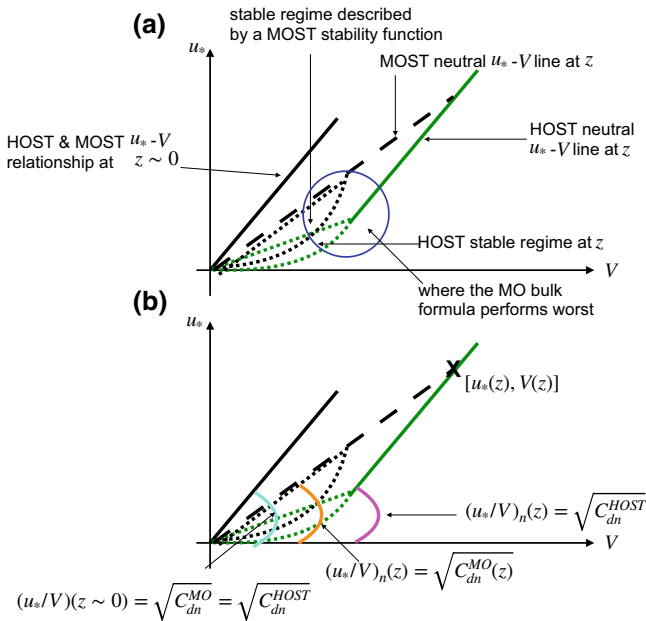 (a)
stable regime described
by a MOST stability function
u*
MOST neutral u* -V line at z
HOST & MOST u* -V
relationship at z ~ 0
HOST neutral
u* -V line at z
HOST stable regime at z
V
where the MO bulk
formula performs worst
(b)
u*
X
[u*(z), V(z)]
(u*/V)n(z) = √C_dn^HOST
V
(u*/V)n(z) = √C_dn^MO(z)
(u*/V)(z ~ 0) = √C_dn^MO = √C_dn^HOST